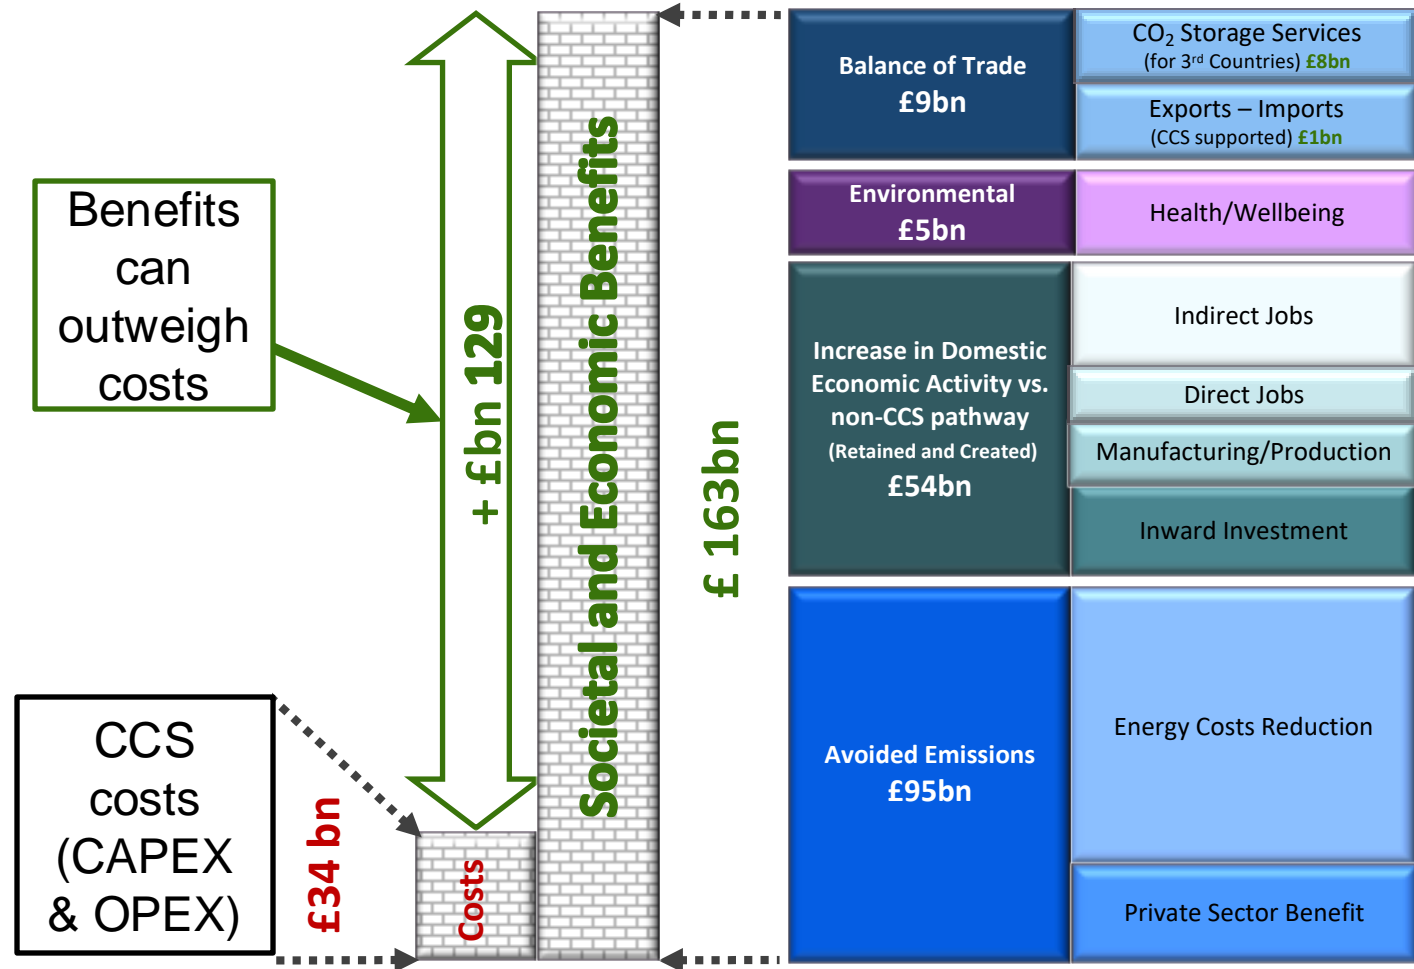 Benefits
can
outweigh
costs
CCS
costs
(CAPEX
& OPEX)
£34 bn
Costs
+ £bn 129
Societal and Economic Benefits
£ 163bn
Balance of Trade
£9bn
CO₂ Storage Services
(for 3rd Countries) £8bn
Exports – Imports
(CCS supported) £1bn
Environmental
£5bn
Health/Wellbeing
Increase in Domestic
Economic Activity vs.
non-CCS pathway
(Retained and Created)
£54bn
Indirect Jobs
Direct Jobs
Manufacturing/Production
Inward Investment
Avoided Emissions
£95bn
Energy Costs Reduction
Private Sector Benefit